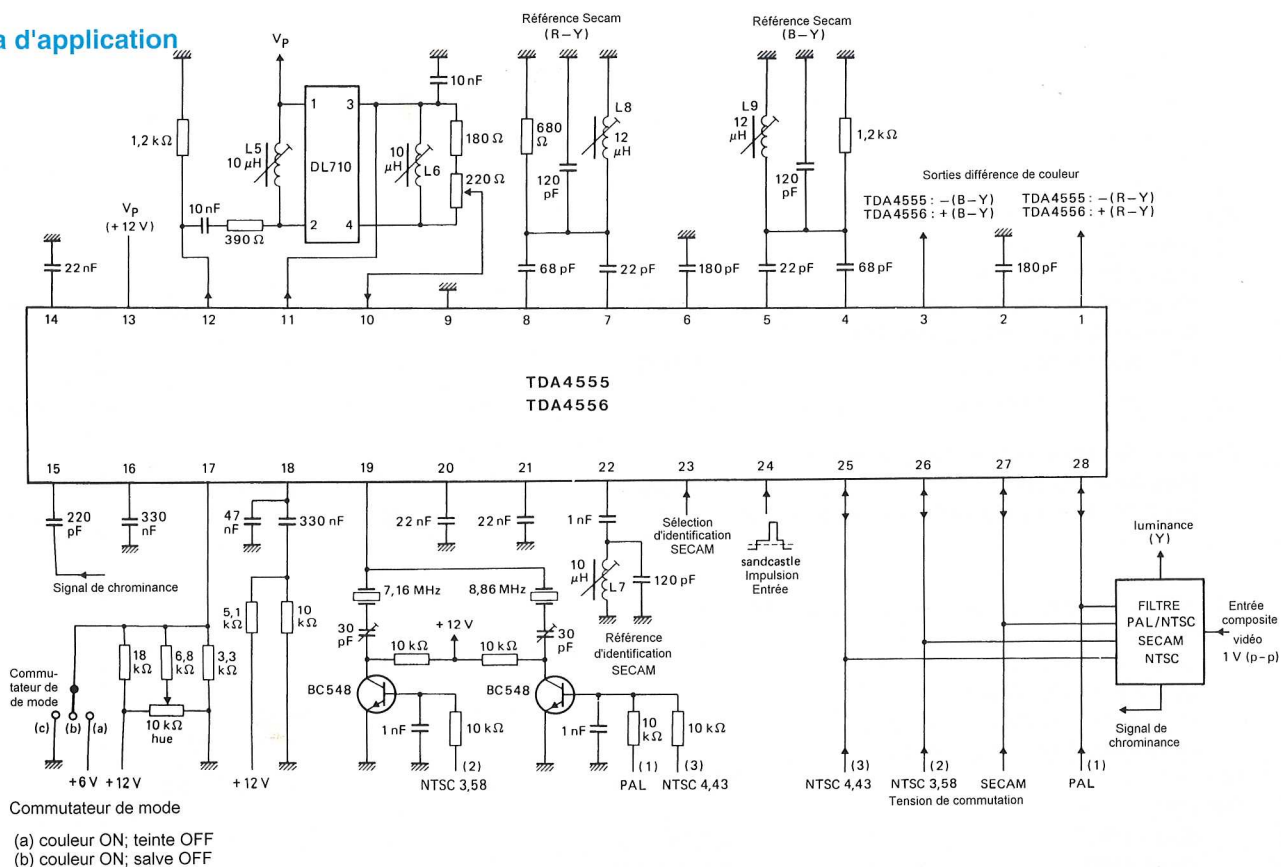 a d'application
V_P
10 nF
1,2 kΩ
L5
10 μH
1
3
DL710
2
4
10 μH
L6
180 Ω
220 Ω
V_P
(+ 12 V)
10 nF
390 Ω
22 nF
Référence Secam
(R – Y)
680 Ω
120 pF
L8
12 μH
68 pF
22 pF
180 pF
Référence Secam
(B – Y)
L9
12 μH
120 pF
1,2 kΩ
22 pF
68 pF
Sorties différence de couleur
TDA4555 : –(B–Y)
TDA4556 : +(B–Y)
TDA4555 : –(R–Y)
TDA4556 : +(R–Y)
180 pF
14 13 12 11 10 9 8 7 6 5 4 3 2 1
TDA4555
TDA4556
15 16 17 18 19 20 21 22 23 24 25 26 27 28
220 pF
Signal de chrominance
330 nF
47 nF
330 nF
5,1 kΩ
10 kΩ
18 kΩ
6,8 kΩ
3,3 kΩ
10 kΩ
hue
Commu-
tateur de
de mode
(c) (b) (a)
+6 V
+12 V
+12 V
7,16 MHz
8,86 MHz
30 pF
30 pF
10 kΩ
+ 12 V
10 kΩ
BC548
BC548
1 nF
10 kΩ
(2)
NTSC 3,58
1 nF
10 kΩ
10 kΩ
(1)
PAL
(3)
NTSC 4,43
22 nF
22 nF
1 nF
10 μH
L7
120 pF
Référence
d'identification
SECAM
Sélection
d'identification
SECAM
sandcastle
Impulsion
Entrée
luminance
(Y)
FILTRE
PAL/NTSC
SECAM
NTSC
Entrée
composite
vidéo
1 V (p – p)
Signal de
chrominance
(3)
NTSC 4,43
(2)
NTSC 3,58
SECAM
(1)
PAL
Tension de commutation
Commutateur de mode
(a) couleur ON; teinte OFF
(b) couleur ON; salve OFF